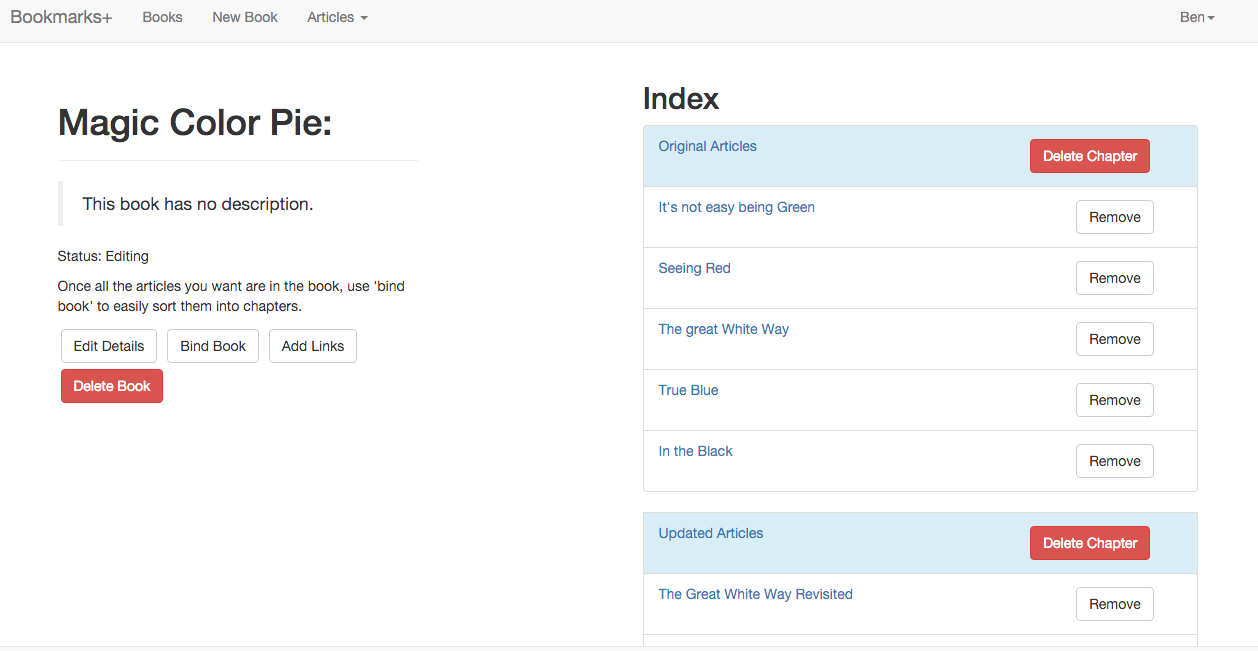 Bookmarks+ Books New Book Articles Ben
Magic Color Pie:
This book has no description.
Status: Editing
Once all the articles you want are in the book, use 'bind
book' to easily sort them into chapters.
Edit Details Bind Book Add Links
Delete Book
Index
Original Articles Delete Chapter
It's not easy being Green Remove
Seeing Red Remove
The great White Way Remove
True Blue Remove
In the Black Remove
Updated Articles Delete Chapter
The Great White Way Revisited Remove